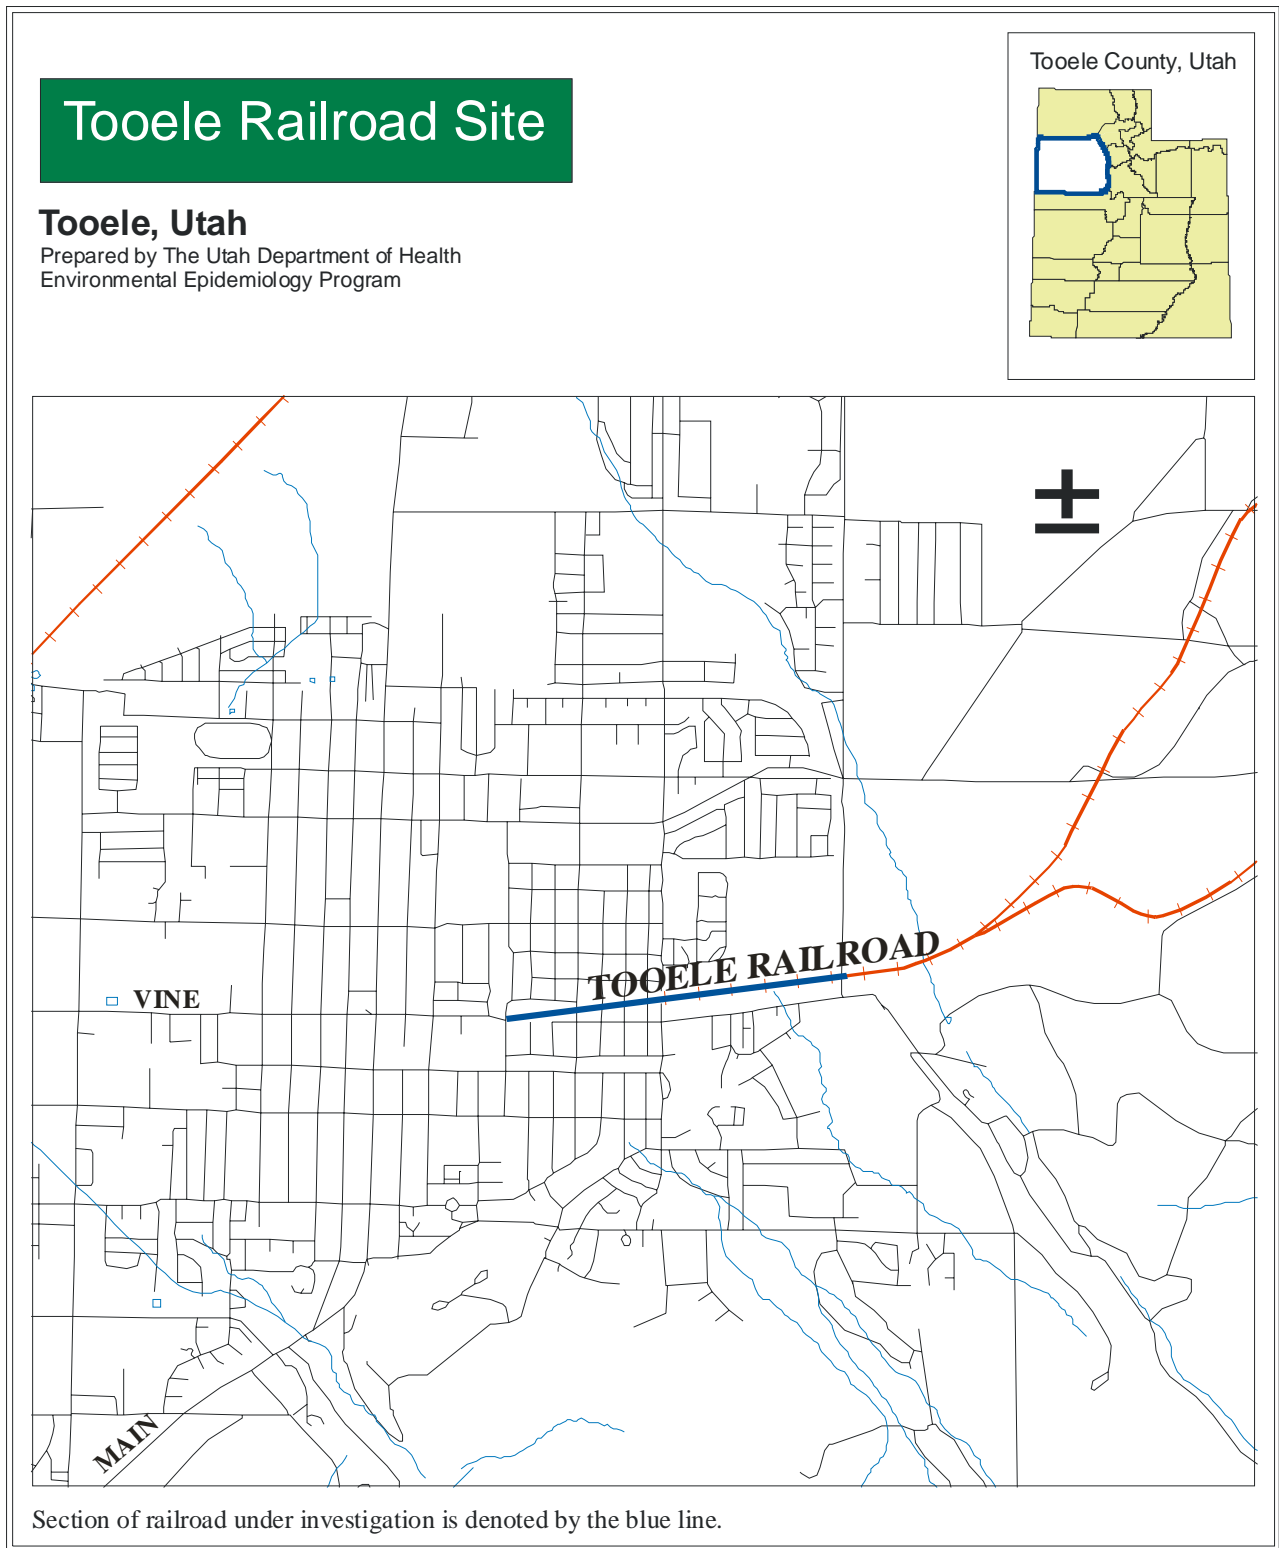 Tooele County, Utah
Tooele Railroad Site
Tooele, Utah
Prepared by The Utah Department of Health
Environmental Epidemiology Program
±
TOOELE RAILROAD
VINE
MAIN
Section of railroad under investigation is denoted by the blue line.